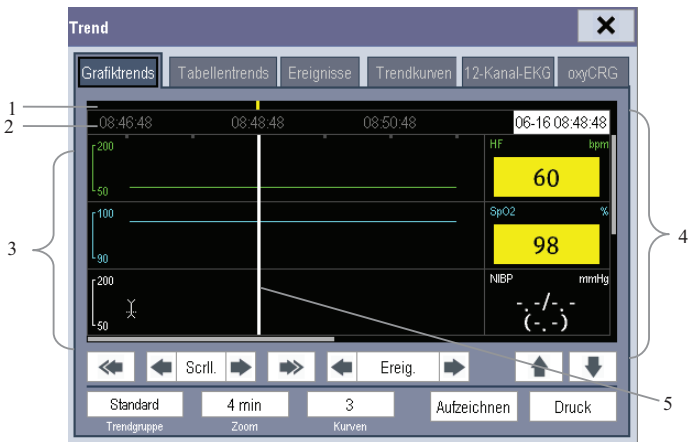 Trend
Grafiktrends Tabellentrends Ereignisse Trendkurven 12-Kanal-EKG oxyCRG
1
2
08:46:48 08:48:48 08:50:48 06-16 08:48:48
200 HF bpm
60
50
100 SpO2 %
98
90
200 NIBP mmHg
-.-/-.-
(-.-)
50
3
4
Scrll. Ereig.
5
Standard 4 min 3 Aufzeichnen Druck
Trendgruppe Zoom Kurven